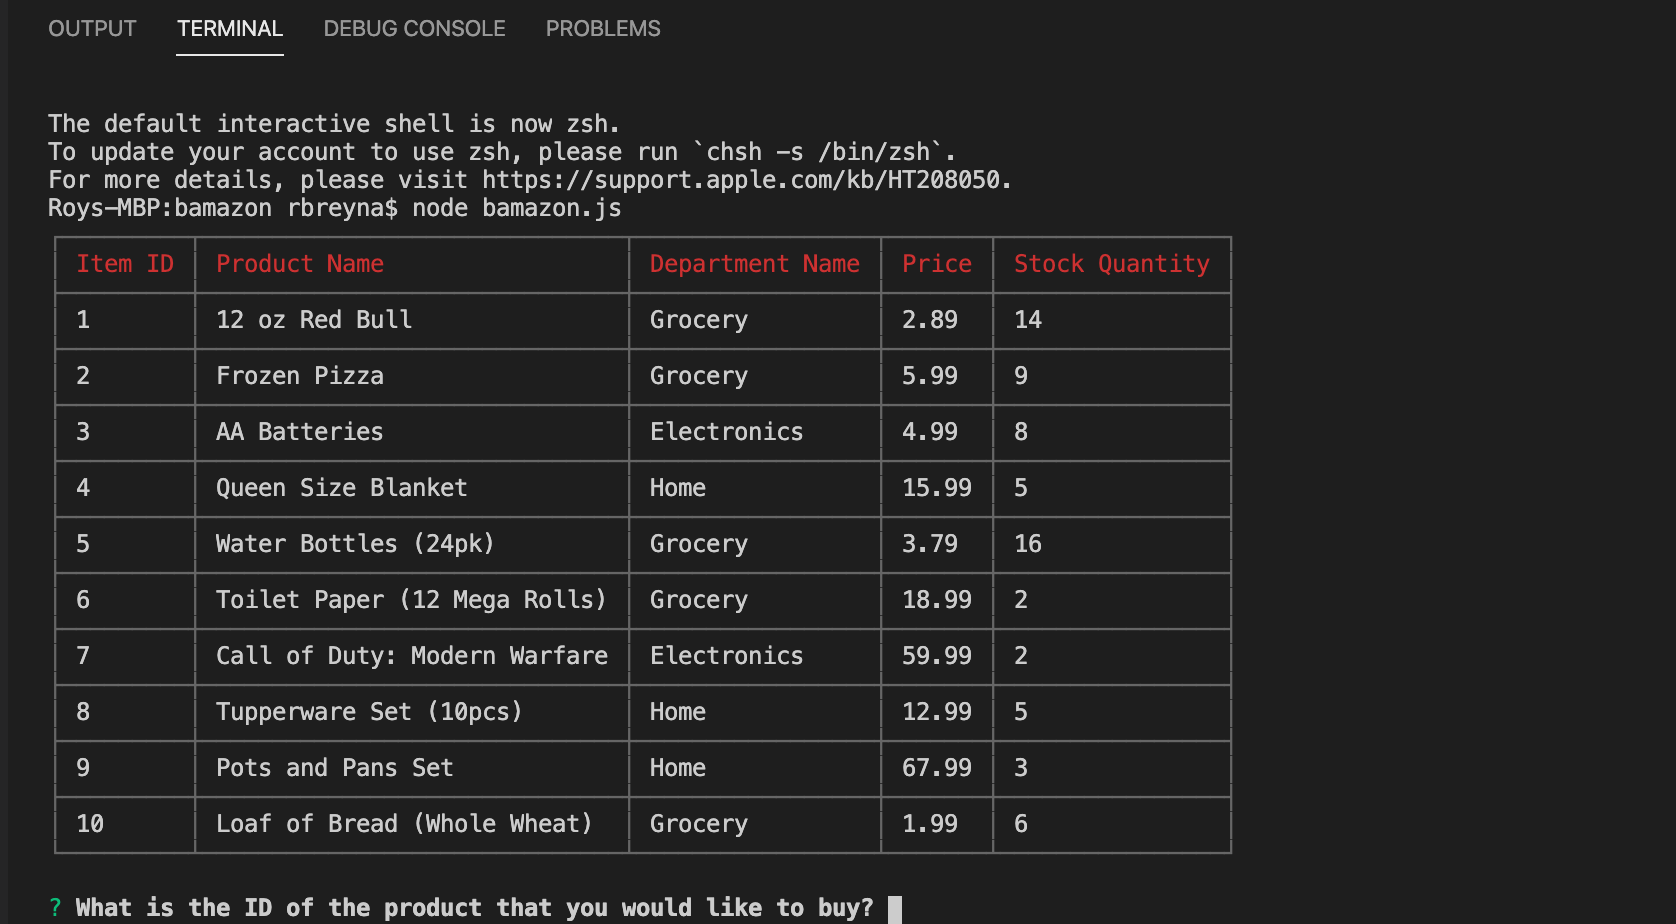 OUTPUT TERMINAL DEBUG CONSOLE PROBLEMS
The default interactive shell is now zsh.
To update your account to use zsh, please run `chsh -s /bin/zsh`.
For more details, please visit https://support.apple.com/kb/HT208050.
Roys-MBP:bamazon rbreyna$ node bamazon.js
Item ID Product Name Department Name Price Stock Quantity
1 12 oz Red Bull Grocery 2.89 14
2 Frozen Pizza Grocery 5.99 9
3 AA Batteries Electronics 4.99 8
4 Queen Size Blanket Home 15.99 5
5 Water Bottles (24pk) Grocery 3.79 16
6 Toilet Paper (12 Mega Rolls) Grocery 18.99 2
7 Call of Duty: Modern Warfare Electronics 59.99 2
8 Tupperware Set (10pcs) Home 12.99 5
9 Pots and Pans Set Home 67.99 3
10 Loaf of Bread (Whole Wheat) Grocery 1.99 6
? What is the ID of the product that you would like to buy?